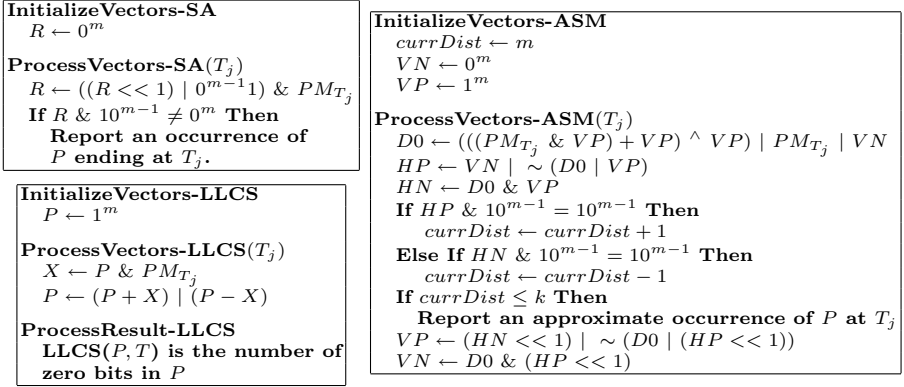 InitializeVectors-SA
R ← 0^m
ProcessVectors-SA(T_j)
R ← ((R << 1) | 0^{m−1}1) & PM_{T_j}
If R & 10^{m−1} ≠ 0^m Then
Report an occurrence of
P ending at T_j.
InitializeVectors-LLCS
P ← 1^m
ProcessVectors-LLCS(T_j)
X ← P & PM_{T_j}
P ← (P + X) | (P − X)
ProcessResult-LLCS
LLCS(P, T) is the number of
zero bits in P
InitializeVectors-ASM
currDist ← m
VN ← 0^m
VP ← 1^m
ProcessVectors-ASM(T_j)
D0 ← (((PM_{T_j} & VP) + VP) ^ VP) | PM_{T_j} | VN
HP ← VN | ∼ (D0 | VP)
HN ← D0 & VP
If HP & 10^{m−1} = 10^{m−1} Then
currDist ← currDist + 1
Else If HN & 10^{m−1} = 10^{m−1} Then
currDist ← currDist − 1
If currDist ≤ k Then
Report an approximate occurrence of P at T_j
VP ← (HN << 1) | ∼ (D0 | (HP << 1))
VN ← D0 & (HP << 1)